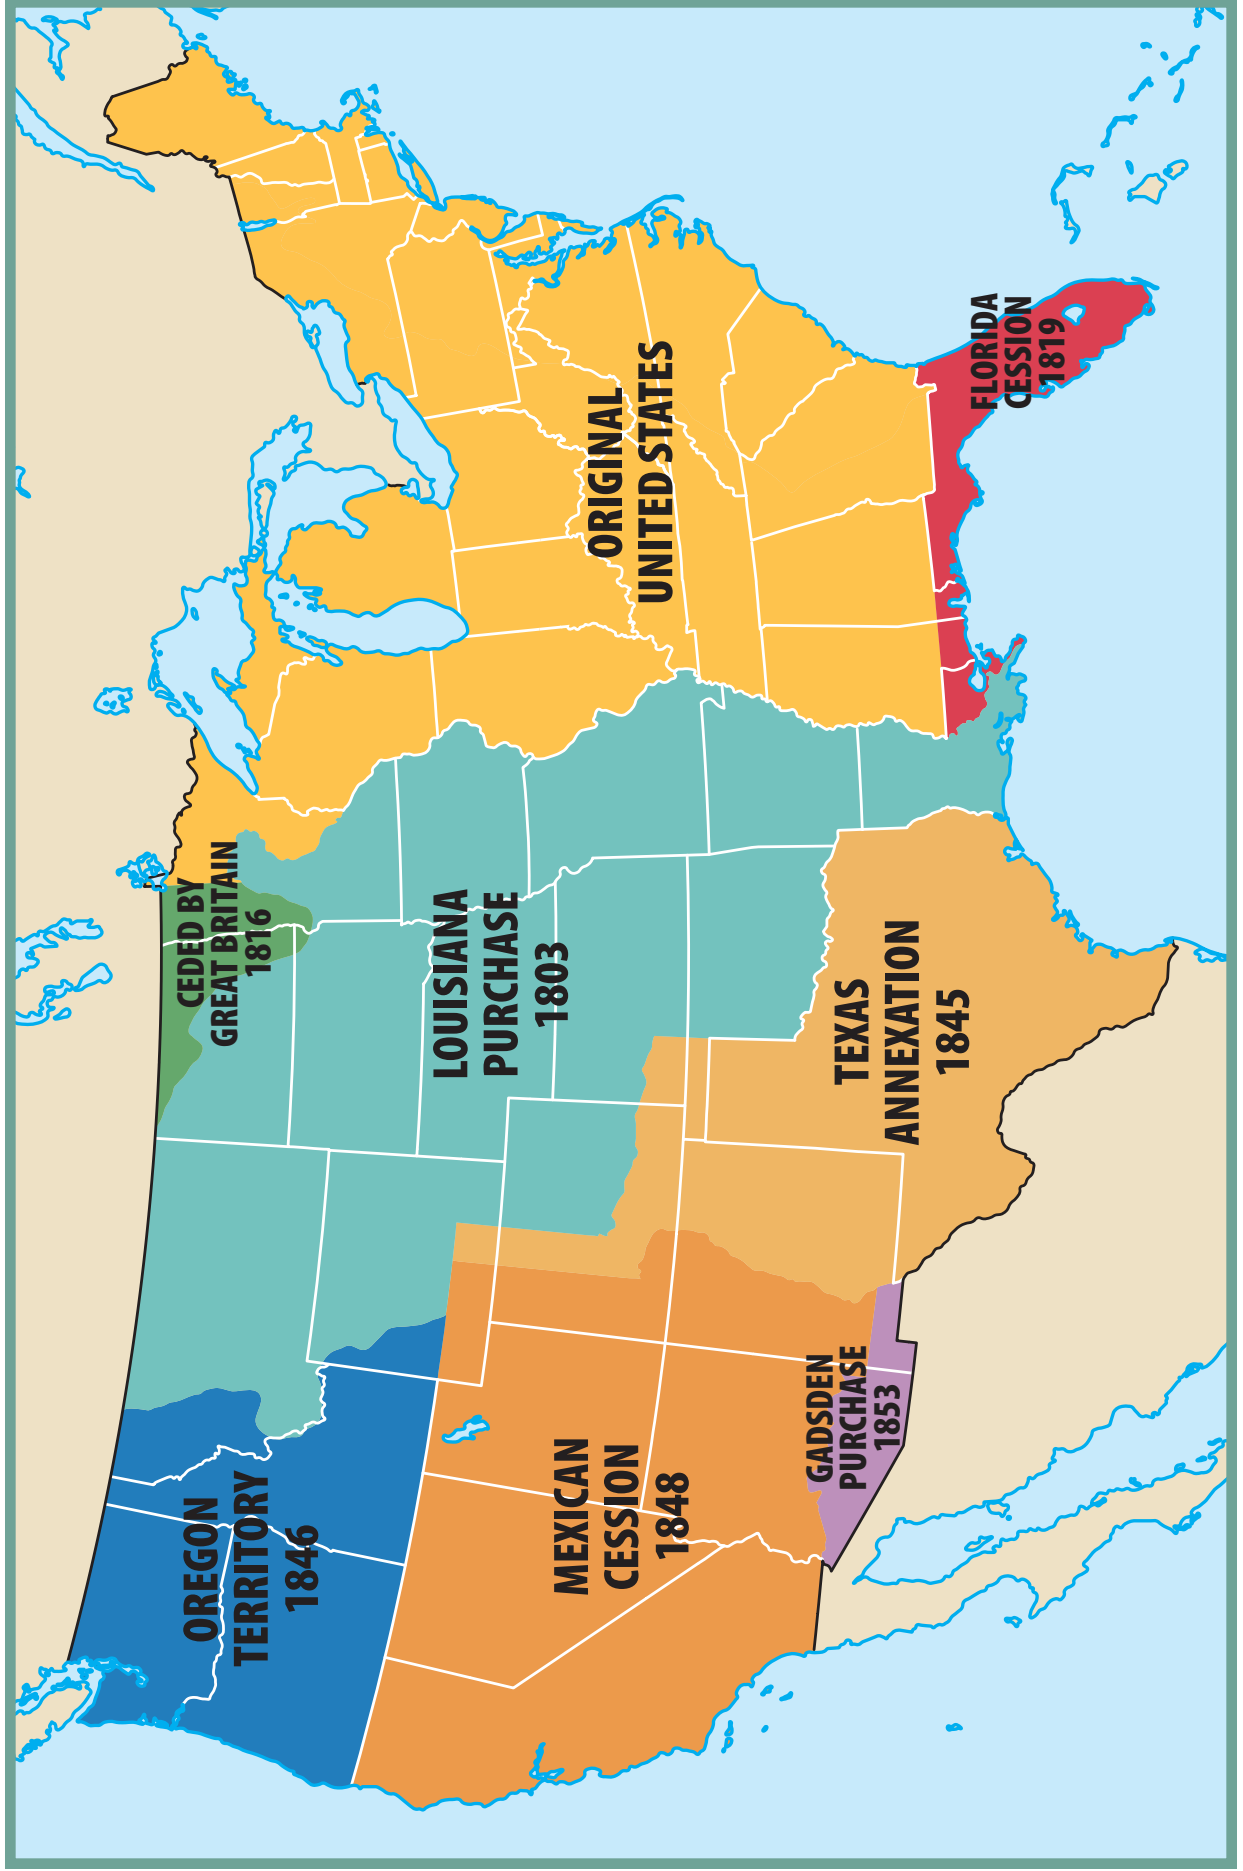 OREGON
TERRITORY
1846
CEDED BY
GREAT BRITAIN
1816
LOUISIANA
PURCHASE
1803
ORIGINAL
UNITED STATES
MEXICAN
CESSION
1848
GADSDEN
PURCHASE
1853
TEXAS
ANNEXATION
1845
FLORIDA
CESSION
1819